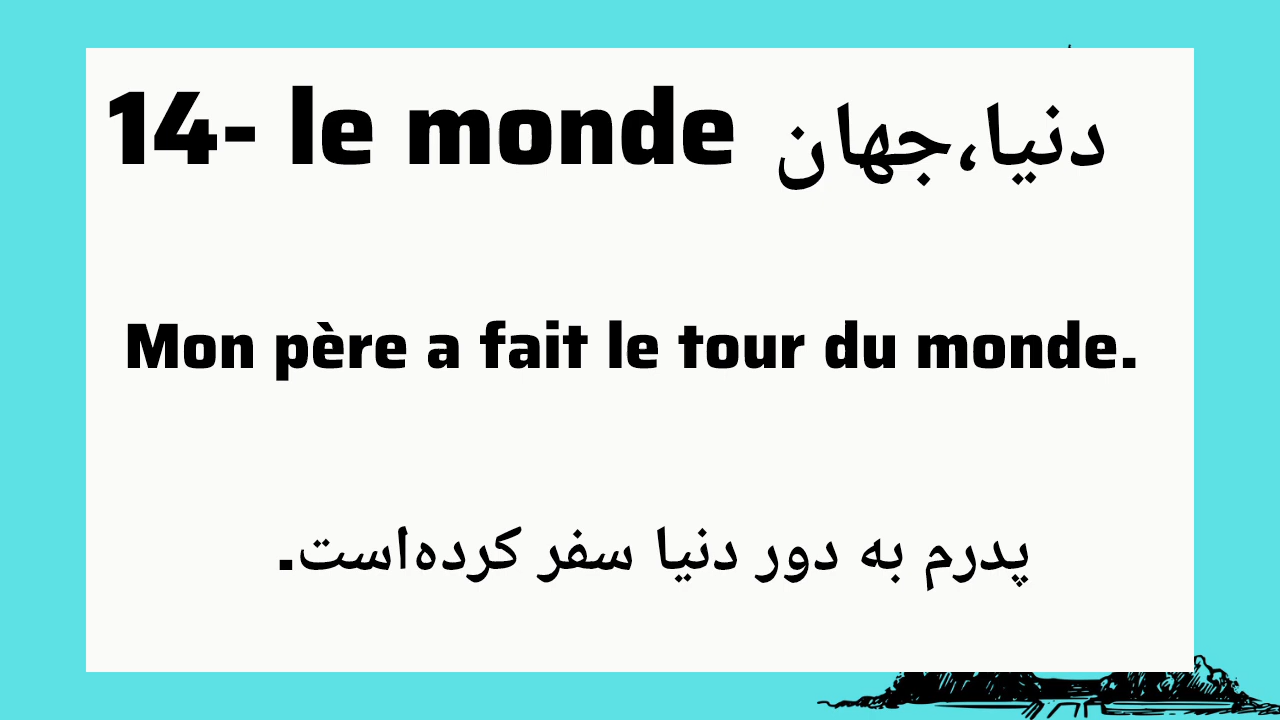 14- le monde دنیا،جهان
Mon père a fait le tour du monde.
پدرم به دور دنیا سفر کرده‌است.